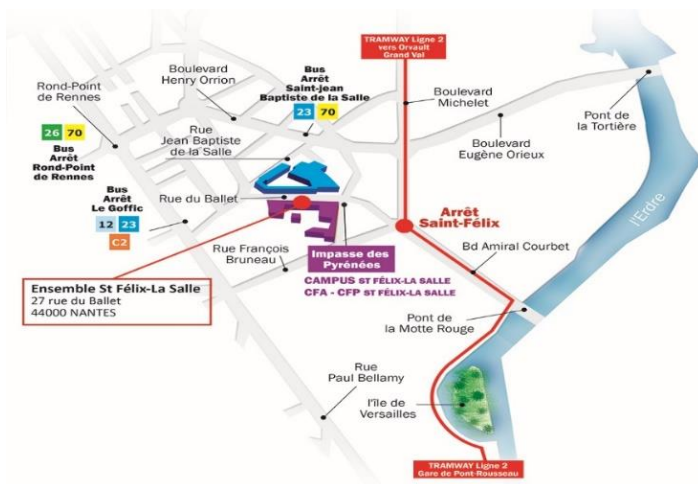 TRAMWAY Ligne 2
vers Orvault
Grand Val
Bus
Arrêt
Saint-jean
Baptiste de la Salle
23 70
Boulevard
Henry Orrion
Rond-Point
de Rennes
Boulevard
Michelet
Pont de
la Tortière
26 70
Bus
Arrêt
Rond-Point
de Rennes
Rue
Jean Baptiste
de la Salle
Boulevard
Eugène Orieux
Bus
Arrêt
Le Goffic
12 23
C2
Rue du Ballet
l'Erdre
Arrêt
Saint-Félix
Rue François
Bruneau
Impasse des
Pyrénées
Bd Amiral Courbet
CAMPUS ST FÉLIX-LA SALLE
CFA - CFP ST FÉLIX-LA SALLE
Ensemble St Félix-La Salle
27 rue du Ballet
44000 NANTES
Pont de
la Motte Rouge
Rue
Paul Bellamy
l'île de
Versailles
TRAMWAY Ligne 2
Gare de Pont-Rousseau